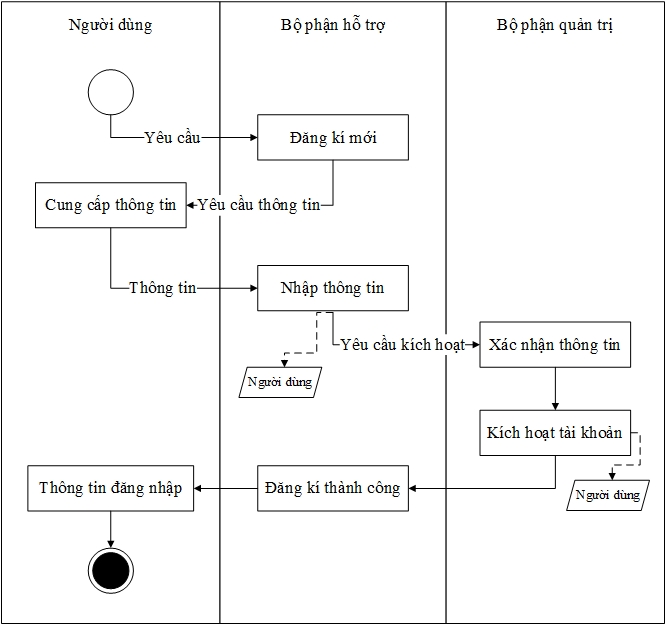 Người dùng
Bộ phận hỗ trợ
Bộ phận quản trị
Yêu cầu
Đăng kí mới
Cung cấp thông tin
Yêu cầu thông tin
Thông tin
Nhập thông tin
Yêu cầu kích hoạt
Xác nhận thông tin
Người dùng
Kích hoạt tài khoản
Thông tin đăng nhập
Đăng kí thành công
Người dùng